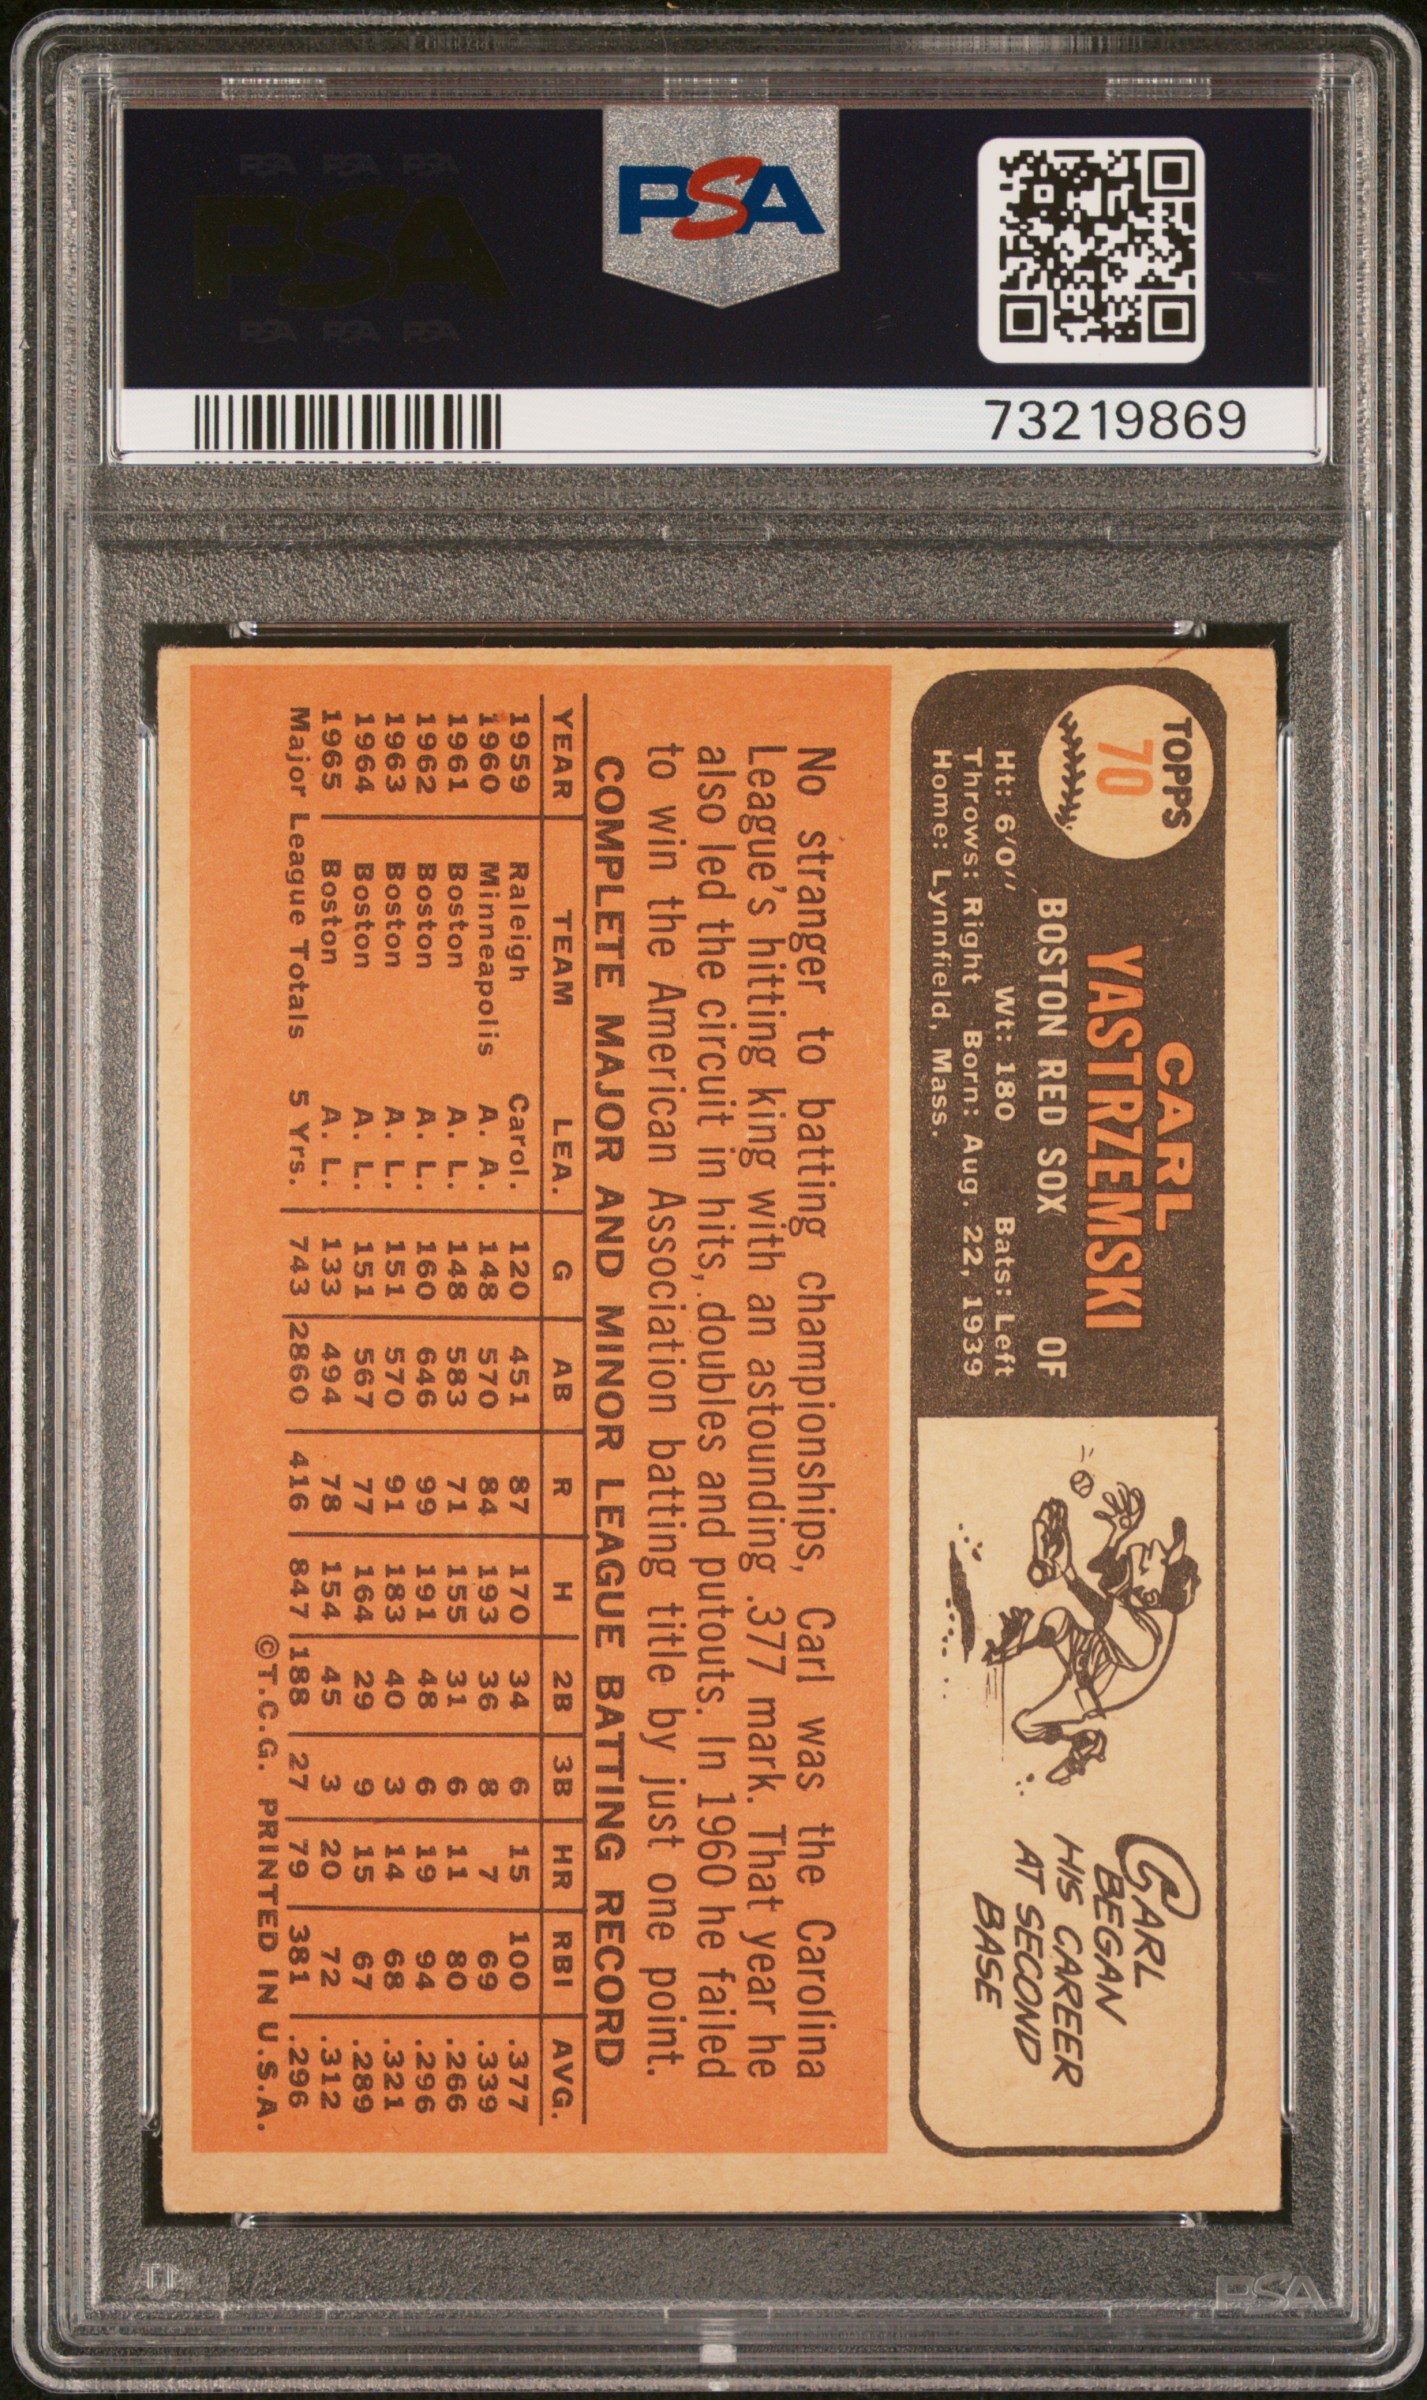 PSA PSA PSA
PSA
PSA PSA PSA
PSA
73219869
TOPPS
70
CARL
YASTRZEMSKI
BOSTON RED SOX OF
Ht: 6'0" Wt: 180 Bats: Left
Throws: Right Born: Aug. 22, 1939
Home: Lynnfield, Mass.
CARL
BEGAN
HIS CAREER
AT SECOND
BASE
No stranger to batting championships, Carl was the Carolina
League's hitting king with an astounding .377 mark. That year he
also led the circuit in hits, doubles and putouts. In 1960 he failed
to win the American Association batting title by just one point.
COMPLETE MAJOR AND MINOR LEAGUE BATTING RECORD
YEAR TEAM LEA. G AB R H 2B 3B HR RBI AVG.
1959 Raleigh Carol. 120 451 87 170 34 6 15 100 .377
1960 Minneapolis A. A. 148 570 84 193 36 8 7 69 .339
1961 Boston A. L. 148 583 71 155 31 6 11 80 .266
1962 Boston A. L. 160 646 99 191 48 6 19 94 .296
1963 Boston A. L. 151 570 91 183 40 3 14 68 .321
1964 Boston A. L. 151 567 77 164 29 9 15 67 .289
1965 Boston A. L. 133 494 78 154 45 3 20 72 .312
Major League Totals 5 Yrs. 743 2860 416 847 188 27 79 381 .296
©T.C.G. PRINTED IN U.S.A.
PSA